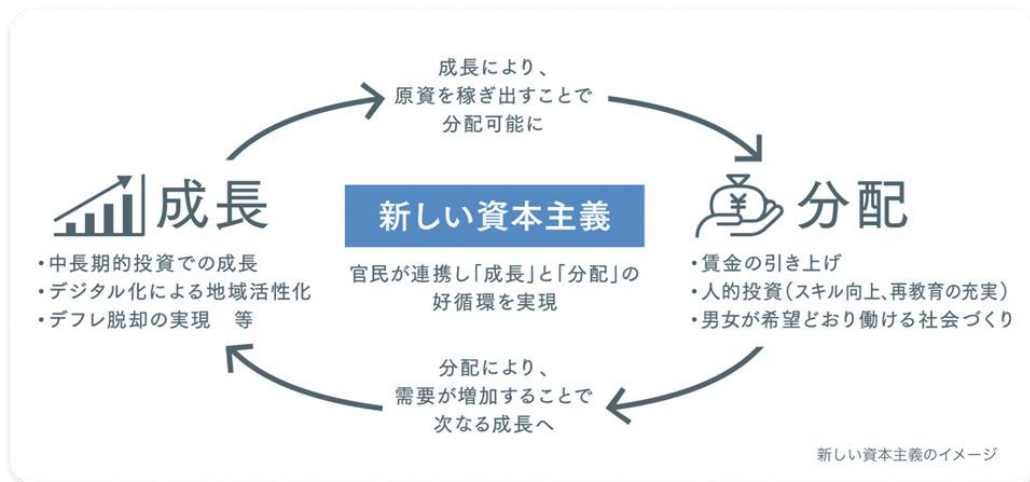 成長により、
原資を稼ぎ出すことで
分配可能に
成長
・中長期的投資での成長
・デジタル化による地域活性化
・デフレ脱却の実現　等
新しい資本主義
官民が連携し「成長」と「分配」の
好循環を実現
¥
分配
・賃金の引き上げ
・人的投資(スキル向上、再教育の充実)
・男女が希望どおり働ける社会づくり
分配により、
需要が増加することで
次なる成長へ
新しい資本主義のイメージ